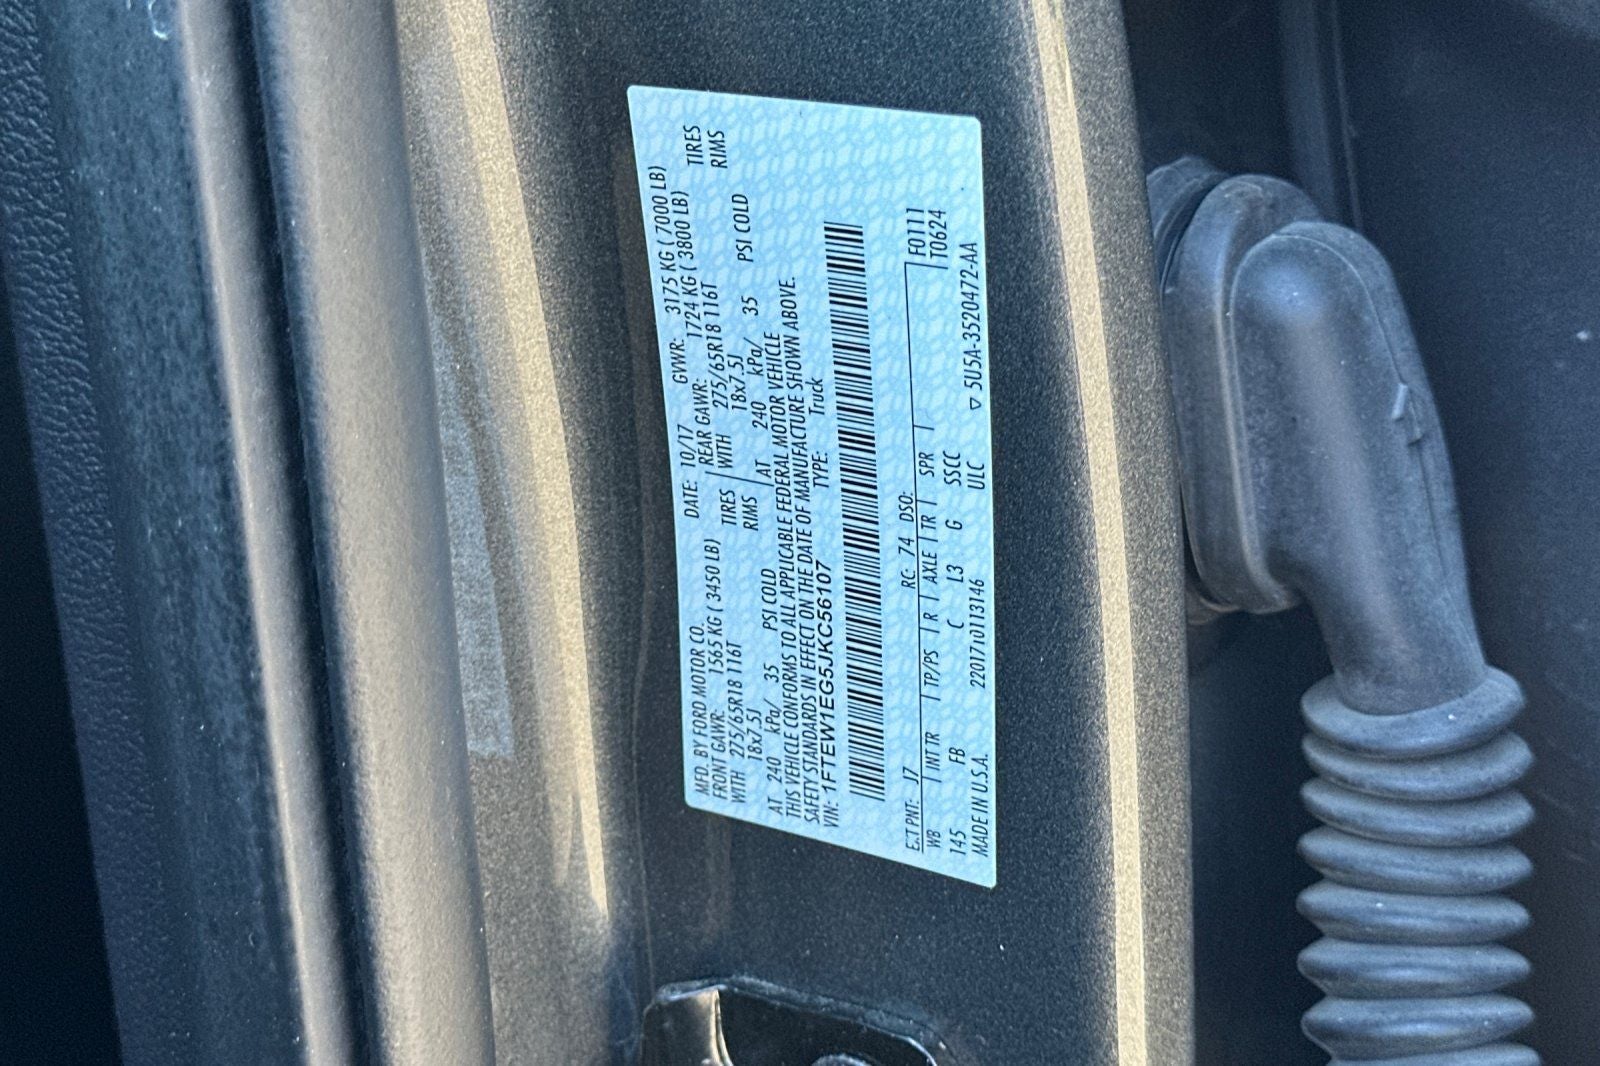 MFD. BY FORD MOTOR CO.
DATE: 10/17 GVWR: 3175 KG ( 7000 LB)
FRONT GAWR: 1565 KG ( 3450 LB) REAR GAWR: 1724 KG ( 3800 LB)
WITH 275/65R18 116T TIRES WITH 275/65R18 116T TIRES
18x7.5J RIMS 18x7.5J RIMS
AT 240 kPa/ 35 PSI COLD AT 240 kPa/ 35 PSI COLD
THIS VEHICLE CONFORMS TO ALL APPLICABLE FEDERAL MOTOR VEHICLE
SAFETY STANDARDS IN EFFECT ON THE DATE OF MANUFACTURE SHOWN ABOVE.
VIN: 1FTEW1EG5JKC56107 TYPE: Truck
EXT PNT: J7 RC: 74 DSO: F0111
WB INT TR TP/PS R AXLE TR SPR T0624
145 FB C L3 G SSCC
MADE IN U.S.A. 220171011 3146 ULC ▽ 5U5A-3520472-AA